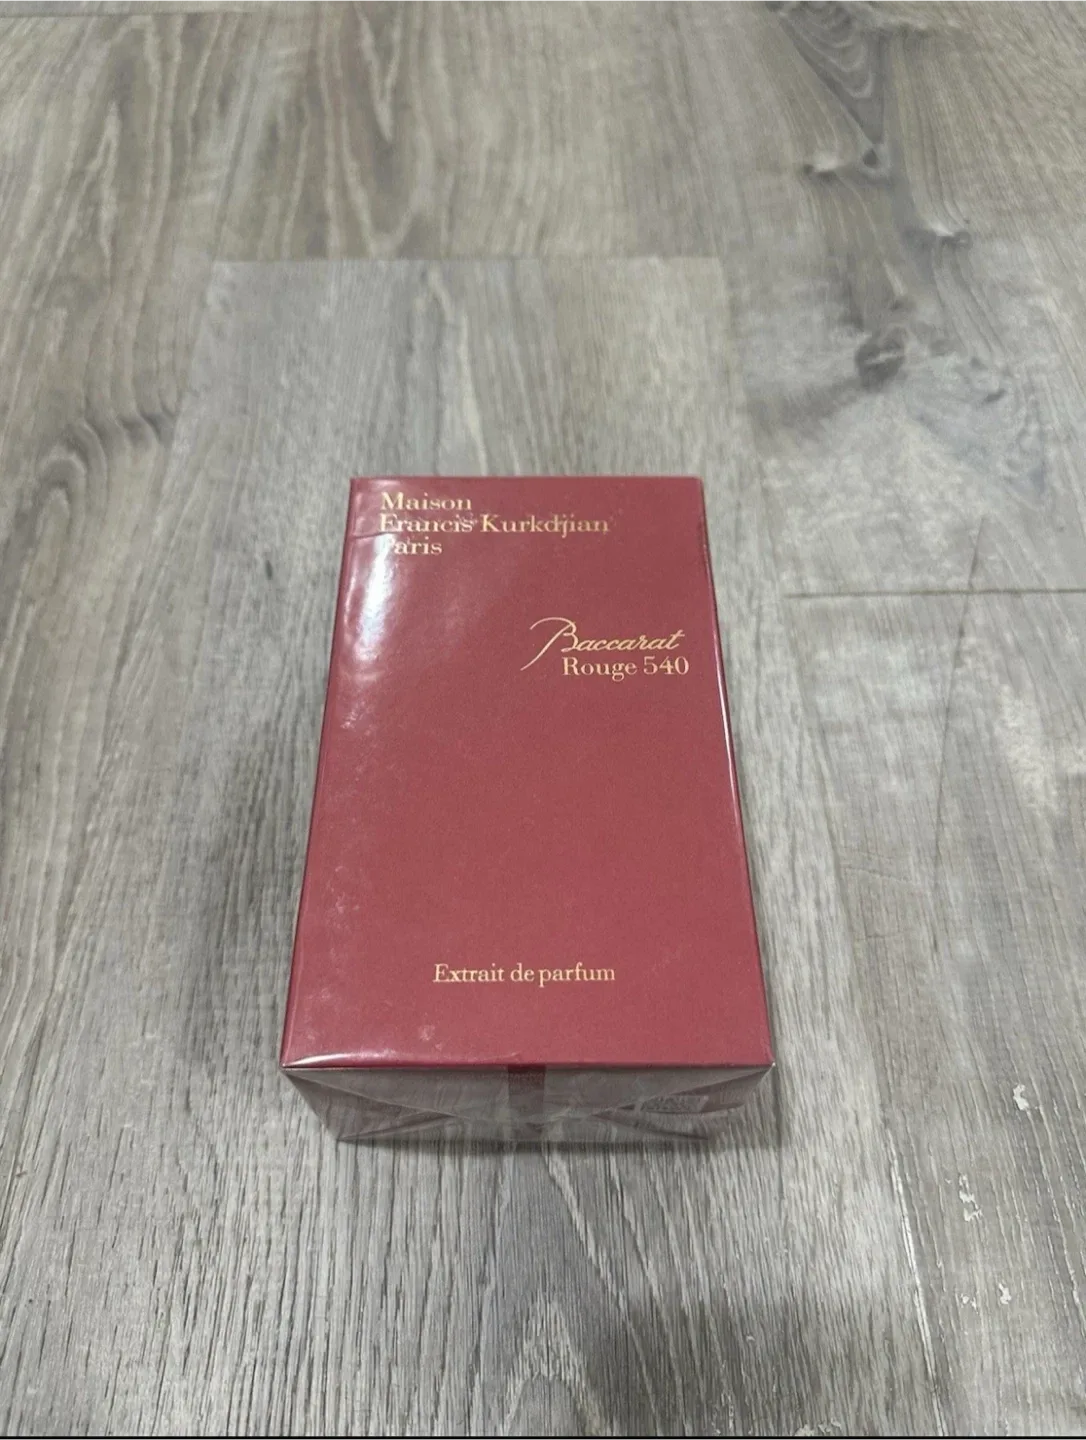 Maison
Francis Kurkdjian
Paris
Baccarat
Rouge 540
Extrait de parfum